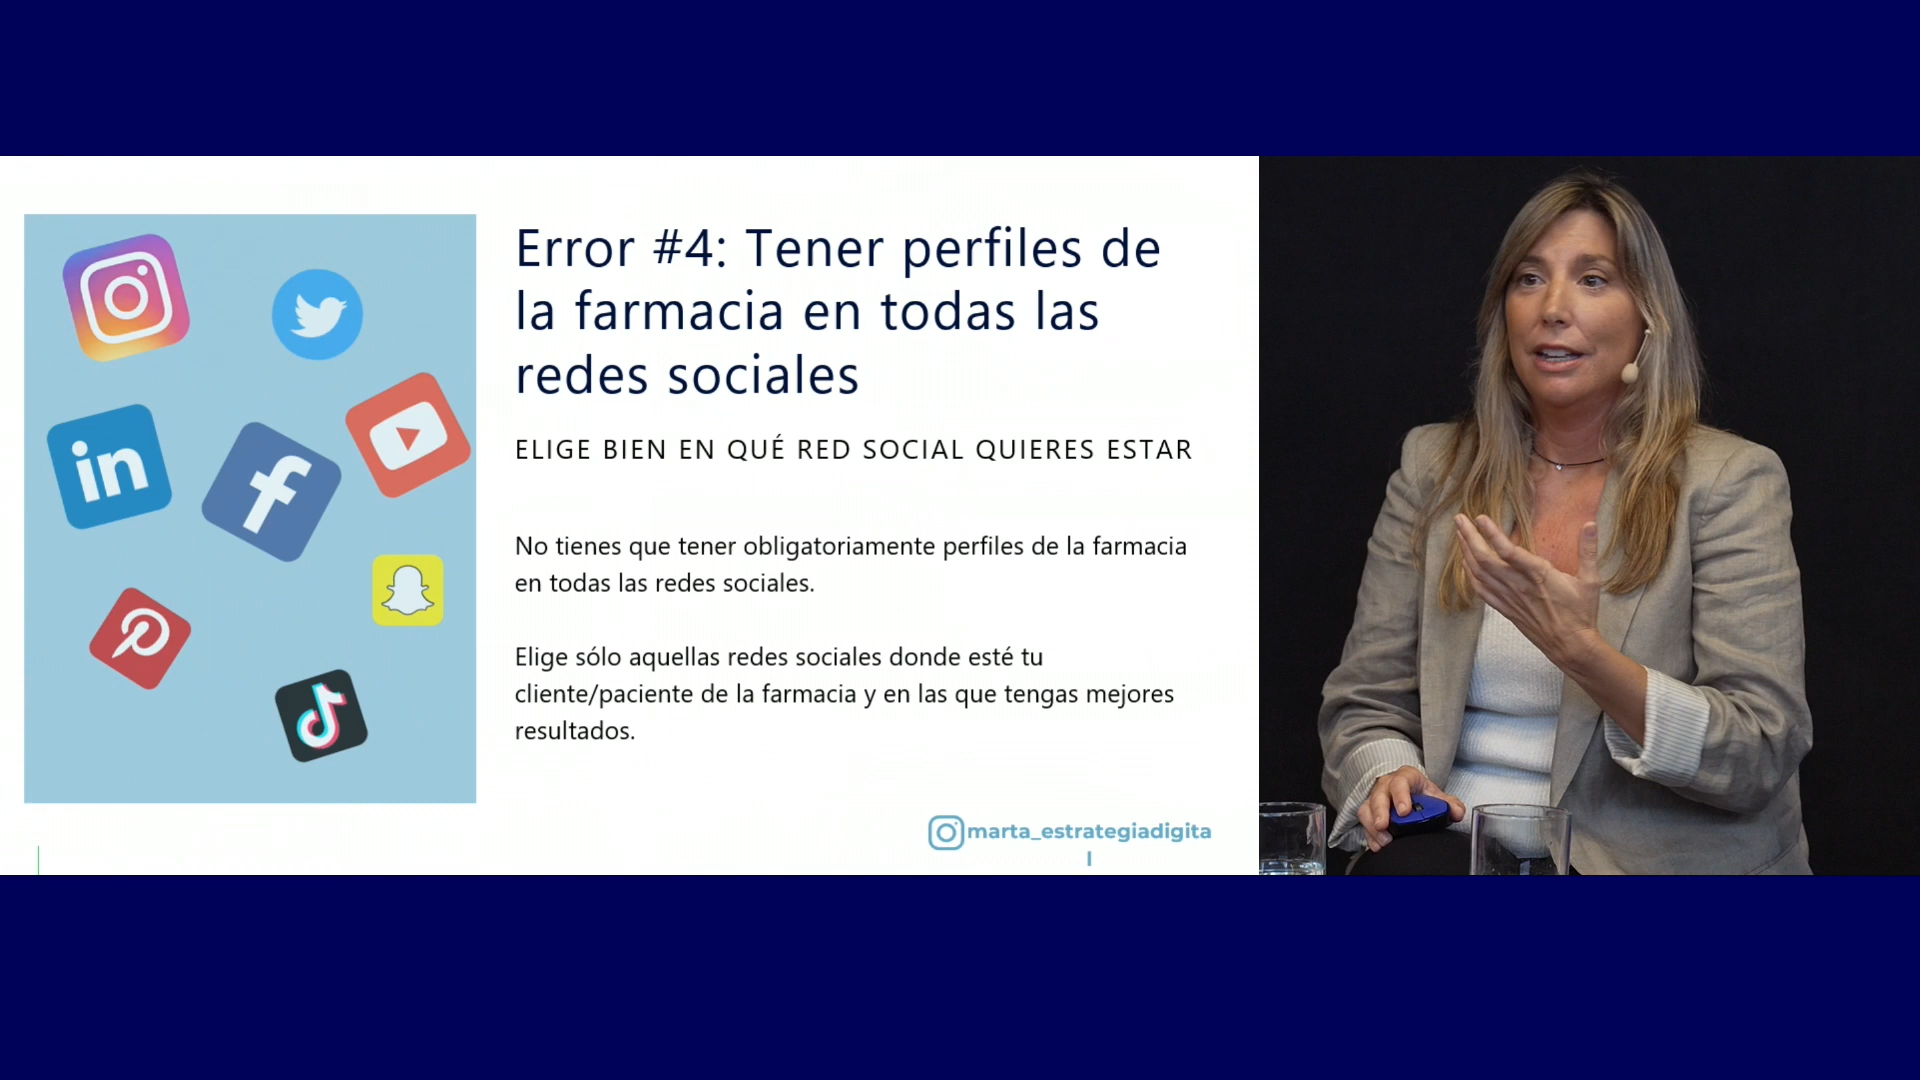 Error #4: Tener perfiles de
la farmacia en todas las
redes sociales
ELIGE BIEN EN QUÉ RED SOCIAL QUIERES ESTAR
No tienes que tener obligatoriamente perfiles de la farmacia
en todas las redes sociales.
Elige sólo aquellas redes sociales donde esté tu
cliente/paciente de la farmacia y en las que tengas mejores
resultados.
marta_estrategiadigita
l
in